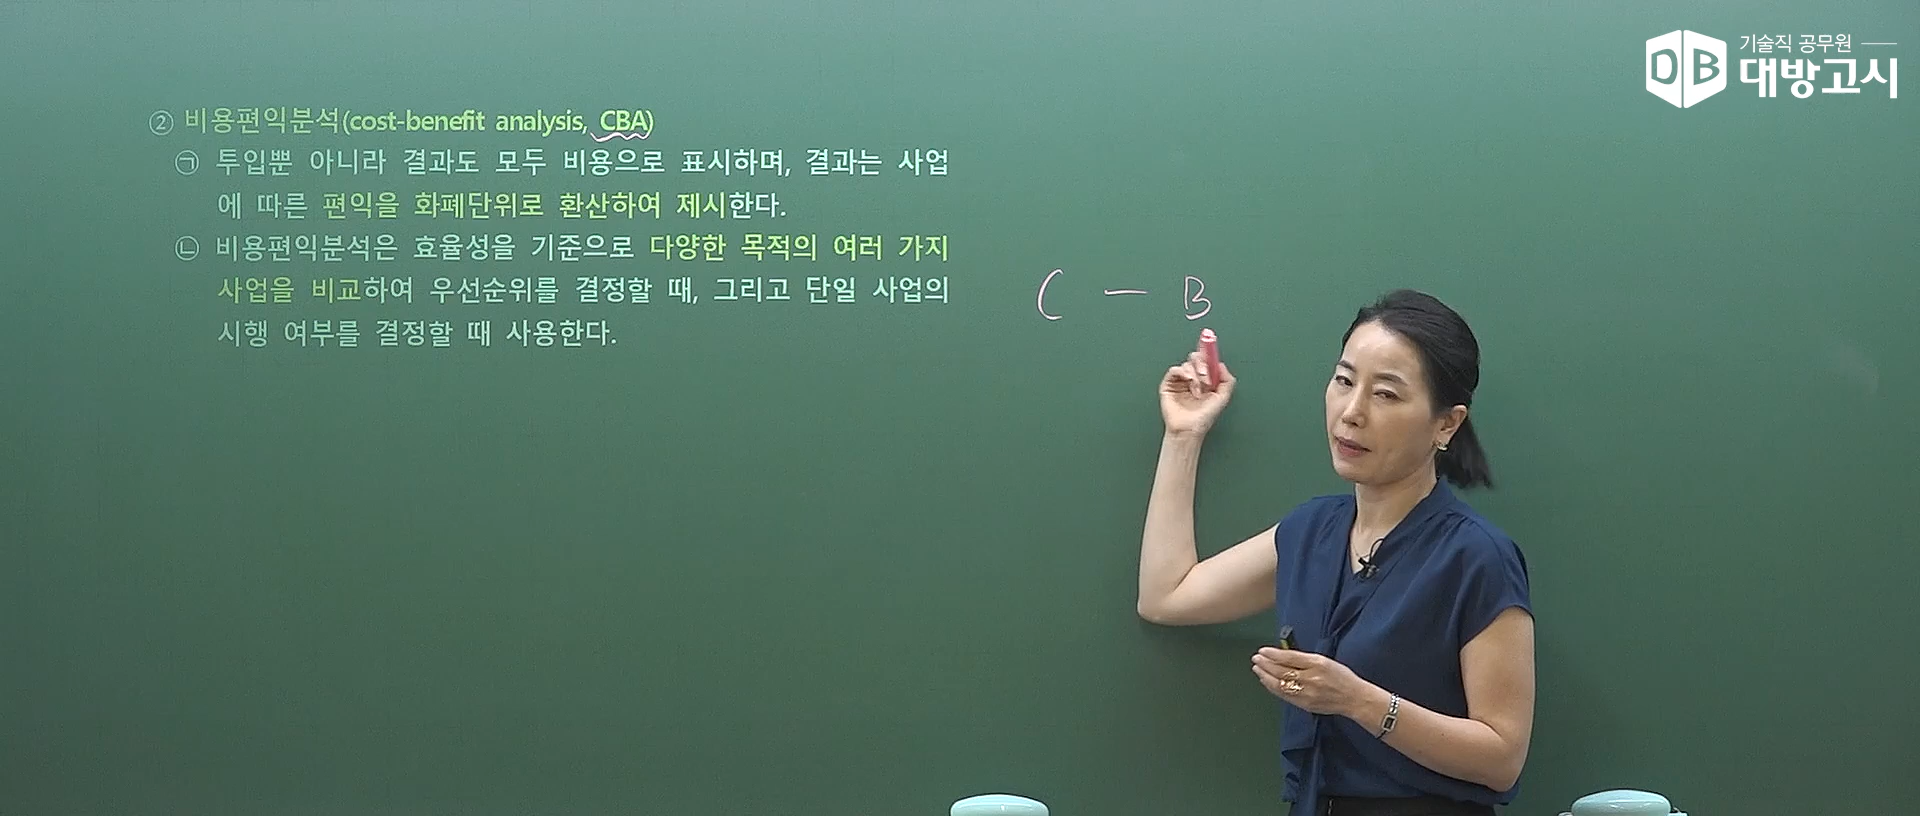 DB 기술직 공무원
대방고시
② 비용편익분석(cost-benefit analysis, CBA)
㉠ 투입뿐 아니라 결과도 모두 비용으로 표시하며, 결과는 사업
에 따른 편익을 화폐단위로 환산하여 제시한다.
㉡ 비용편익분석은 효율성을 기준으로 다양한 목적의 여러 가지
사업을 비교하여 우선순위를 결정할 때, 그리고 단일 사업의
시행 여부를 결정할 때 사용한다.
C - B